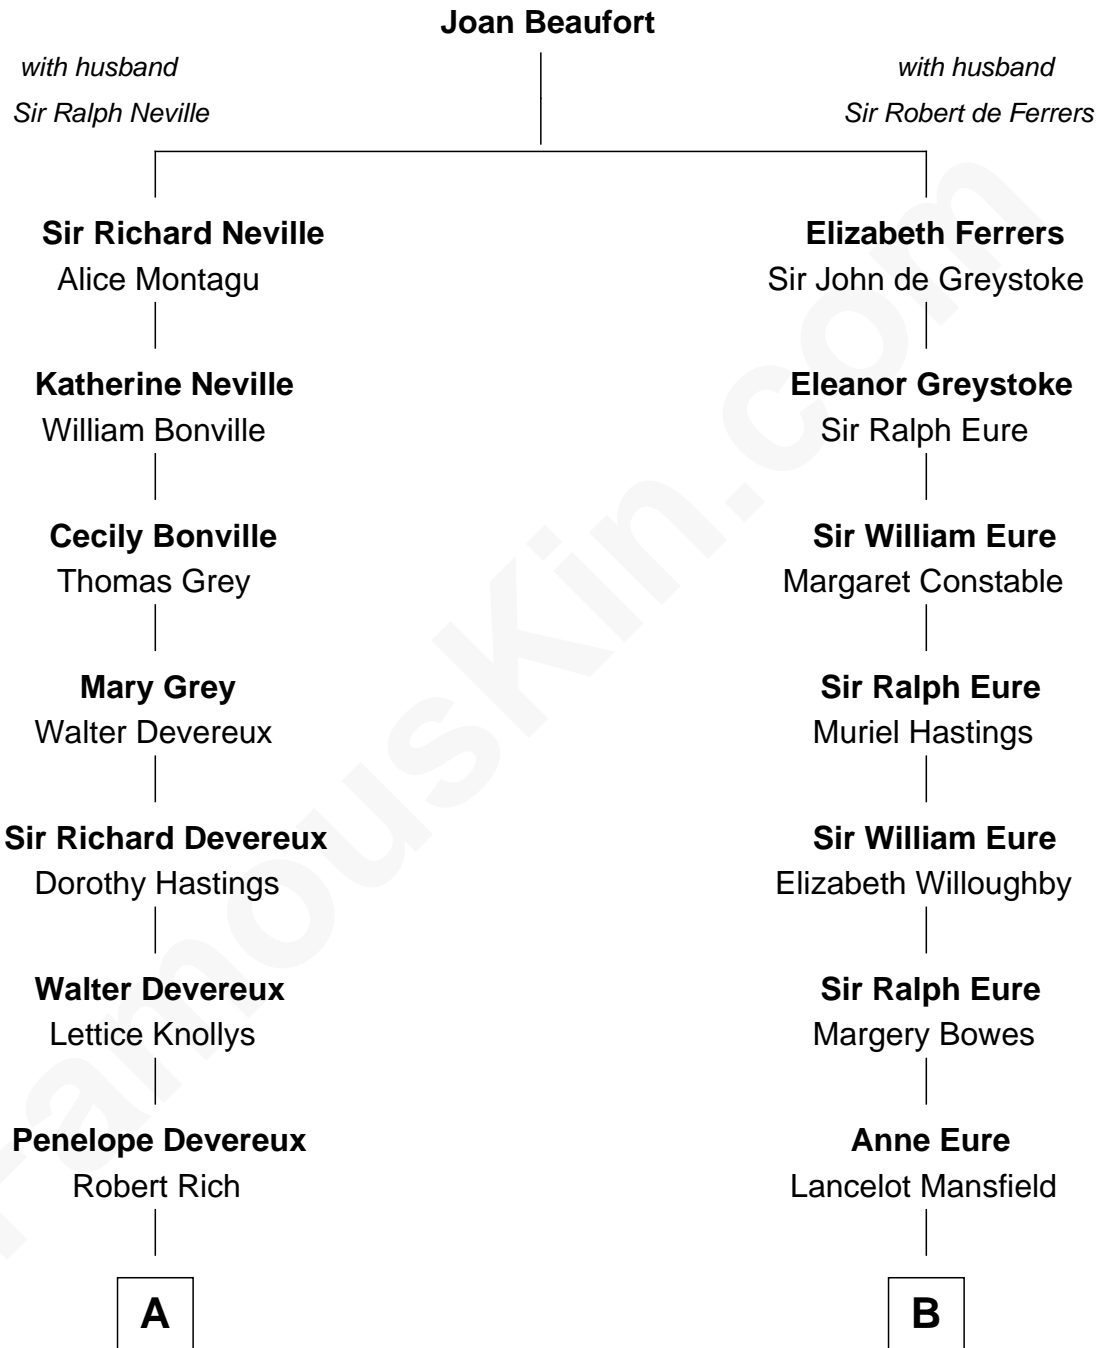 Joan Beaufort
with husband
Sir Ralph Neville
with husband
Sir Robert de Ferrers
Sir Richard Neville
Alice Montagu
Elizabeth Ferrers
Sir John de Greystoke
Katherine Neville
William Bonville
Eleanor Greystoke
Sir Ralph Eure
Cecily Bonville
Thomas Grey
Sir William Eure
Margaret Constable
Mary Grey
Walter Devereux
Sir Ralph Eure
Muriel Hastings
Sir Richard Devereux
Dorothy Hastings
Sir William Eure
Elizabeth Willoughby
Walter Devereux
Lettice Knollys
Sir Ralph Eure
Margery Bowes
Penelope Devereux
Robert Rich
Anne Eure
Lancelot Mansfield
A
B
FamousKin.com